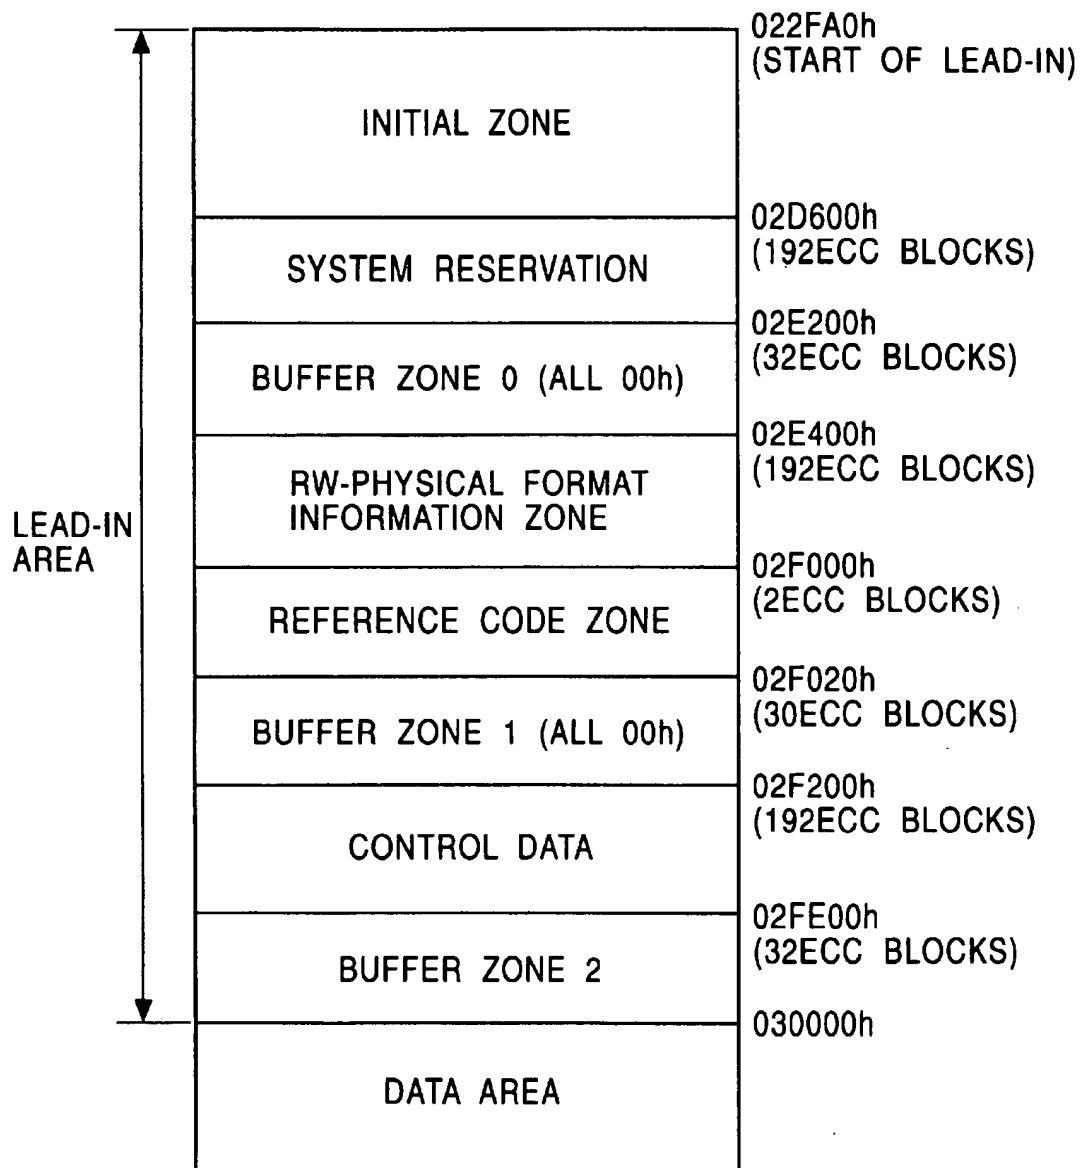 022FA0h
(START OF LEAD-IN)
INITIAL ZONE
02D600h
(192ECC BLOCKS)
SYSTEM RESERVATION
02E200h
(32ECC BLOCKS)
BUFFER ZONE 0 (ALL 00h)
02E400h
(192ECC BLOCKS)
RW-PHYSICAL FORMAT
INFORMATION ZONE
LEAD-IN
AREA
02F000h
(2ECC BLOCKS)
REFERENCE CODE ZONE
02F020h
(30ECC BLOCKS)
BUFFER ZONE 1 (ALL 00h)
02F200h
(192ECC BLOCKS)
CONTROL DATA
02FE00h
(32ECC BLOCKS)
BUFFER ZONE 2
030000h
DATA AREA